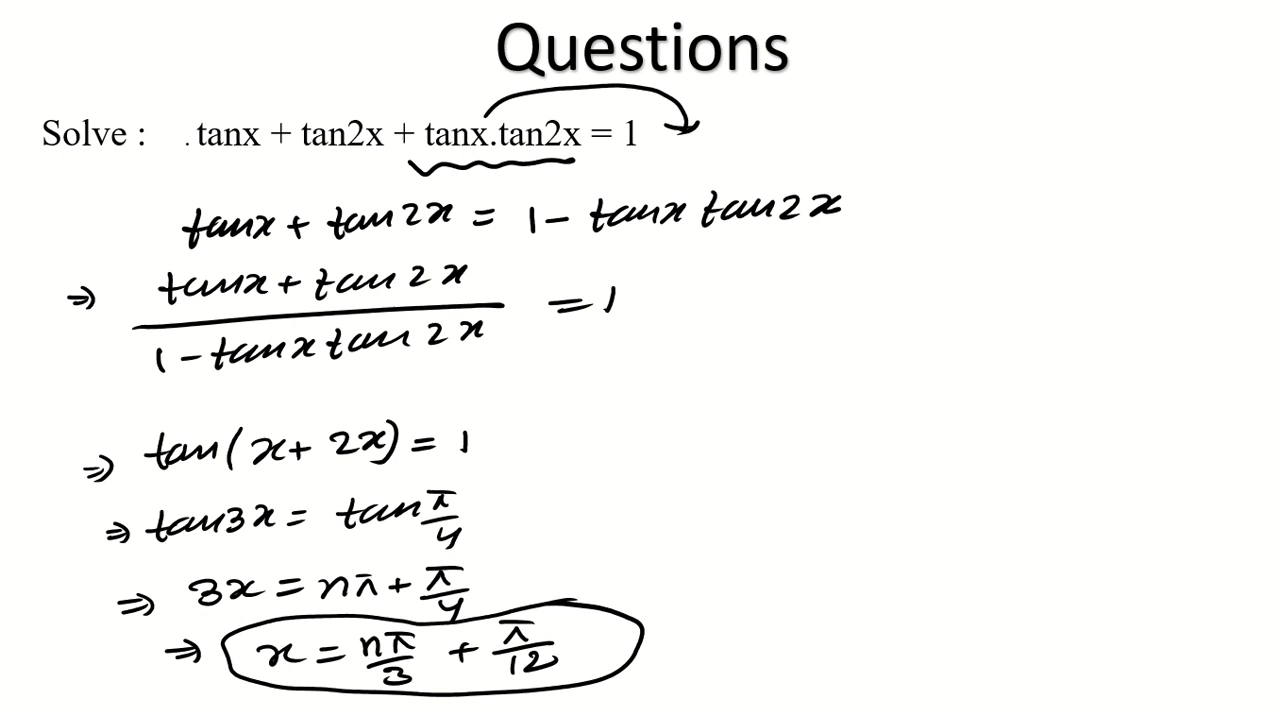 Questions
Solve : . tanx + tan2x + tanx.tan2x = 1
tanx + tan2x = 1 - tanx tan2x
⇒ (tanx + tan2x)/(1 - tanx tan2x) = 1
⇒ tan(x + 2x) = 1
⇒ tan3x = tan π/4
⇒ 3x = nπ + π/4
⇒ x = nπ/3 + π/12